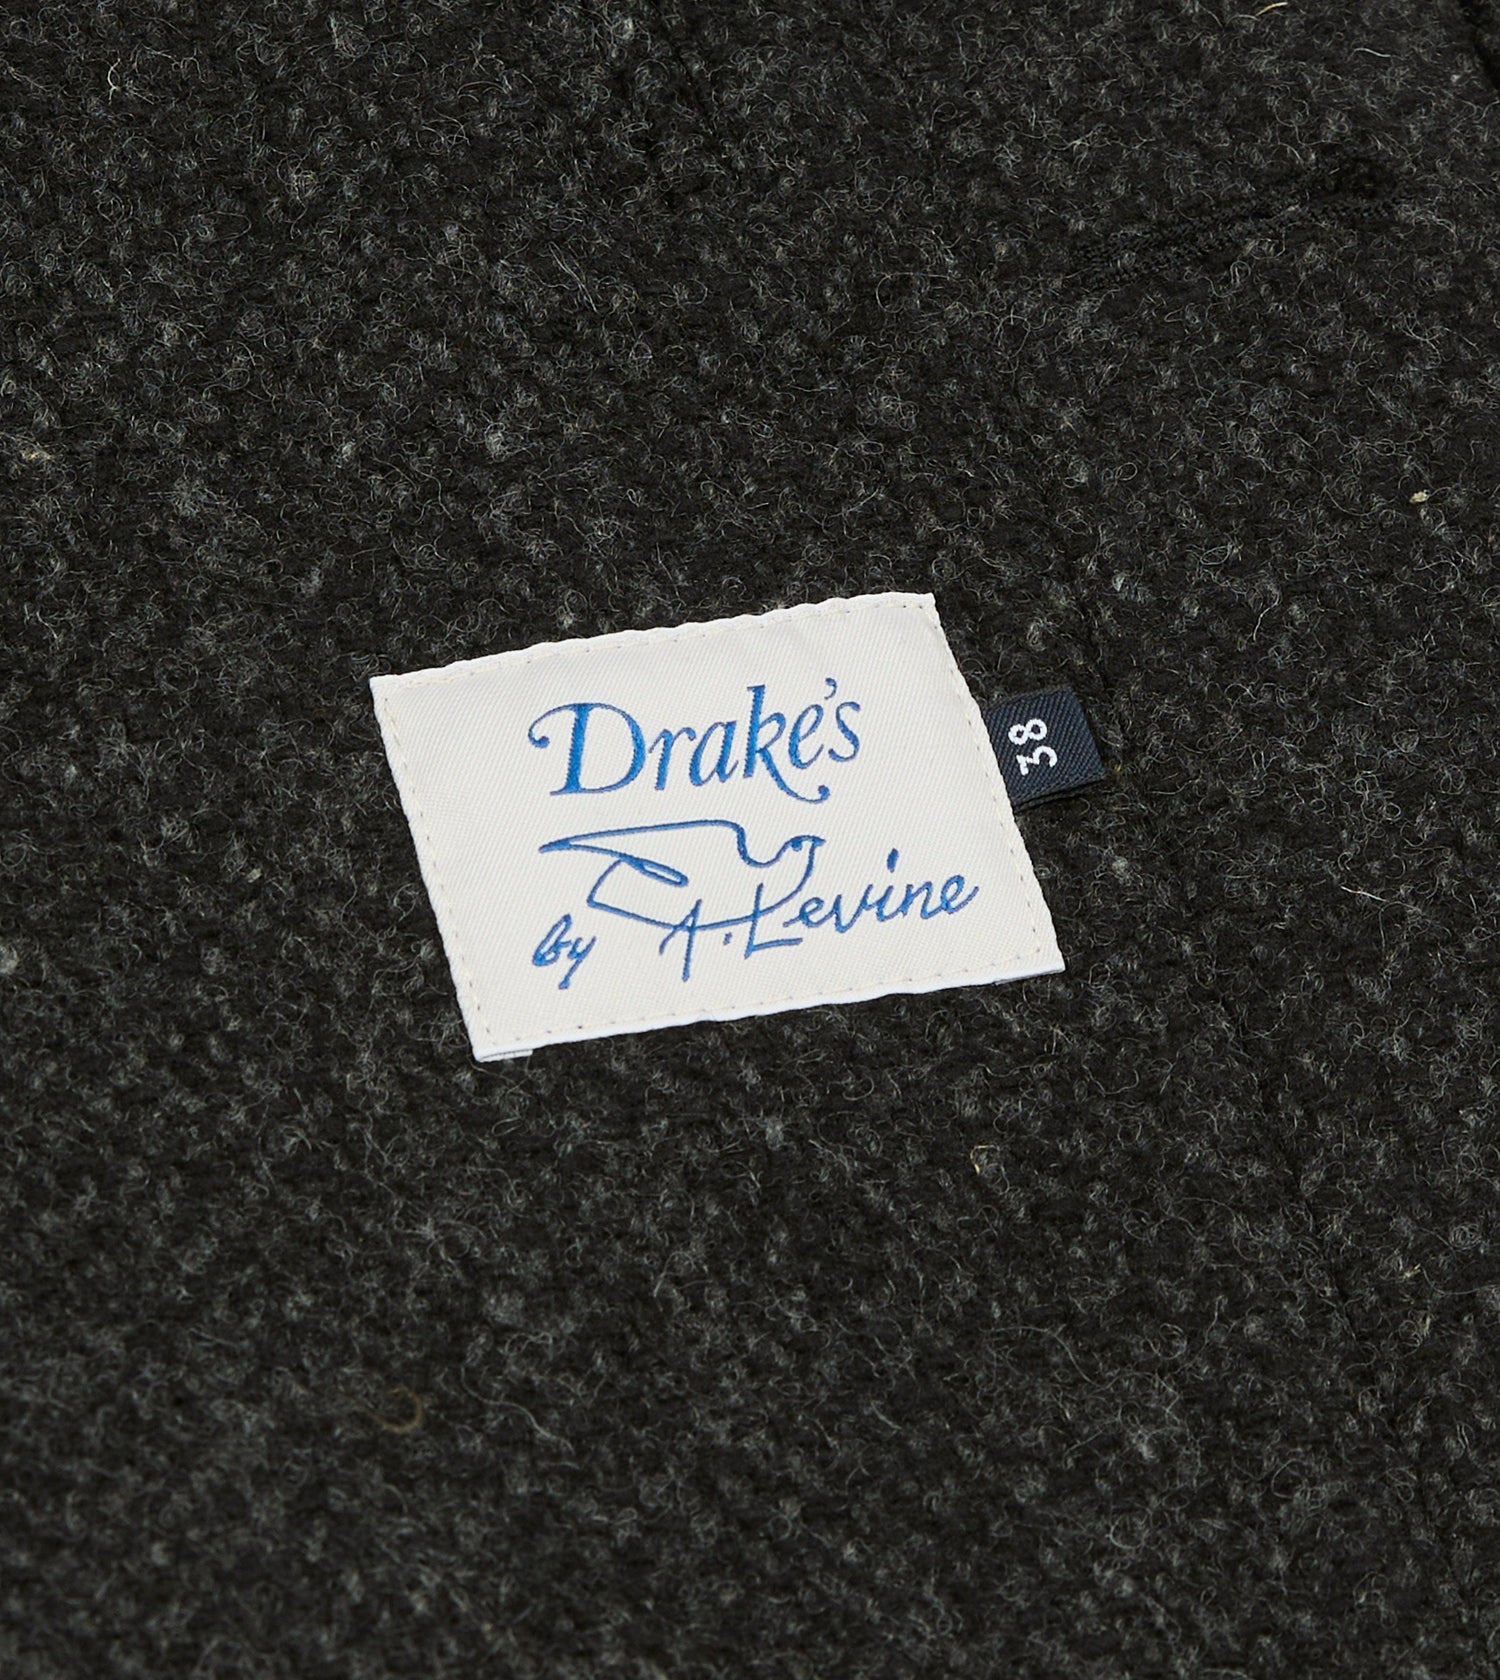 Drake's
by A. Levine
38